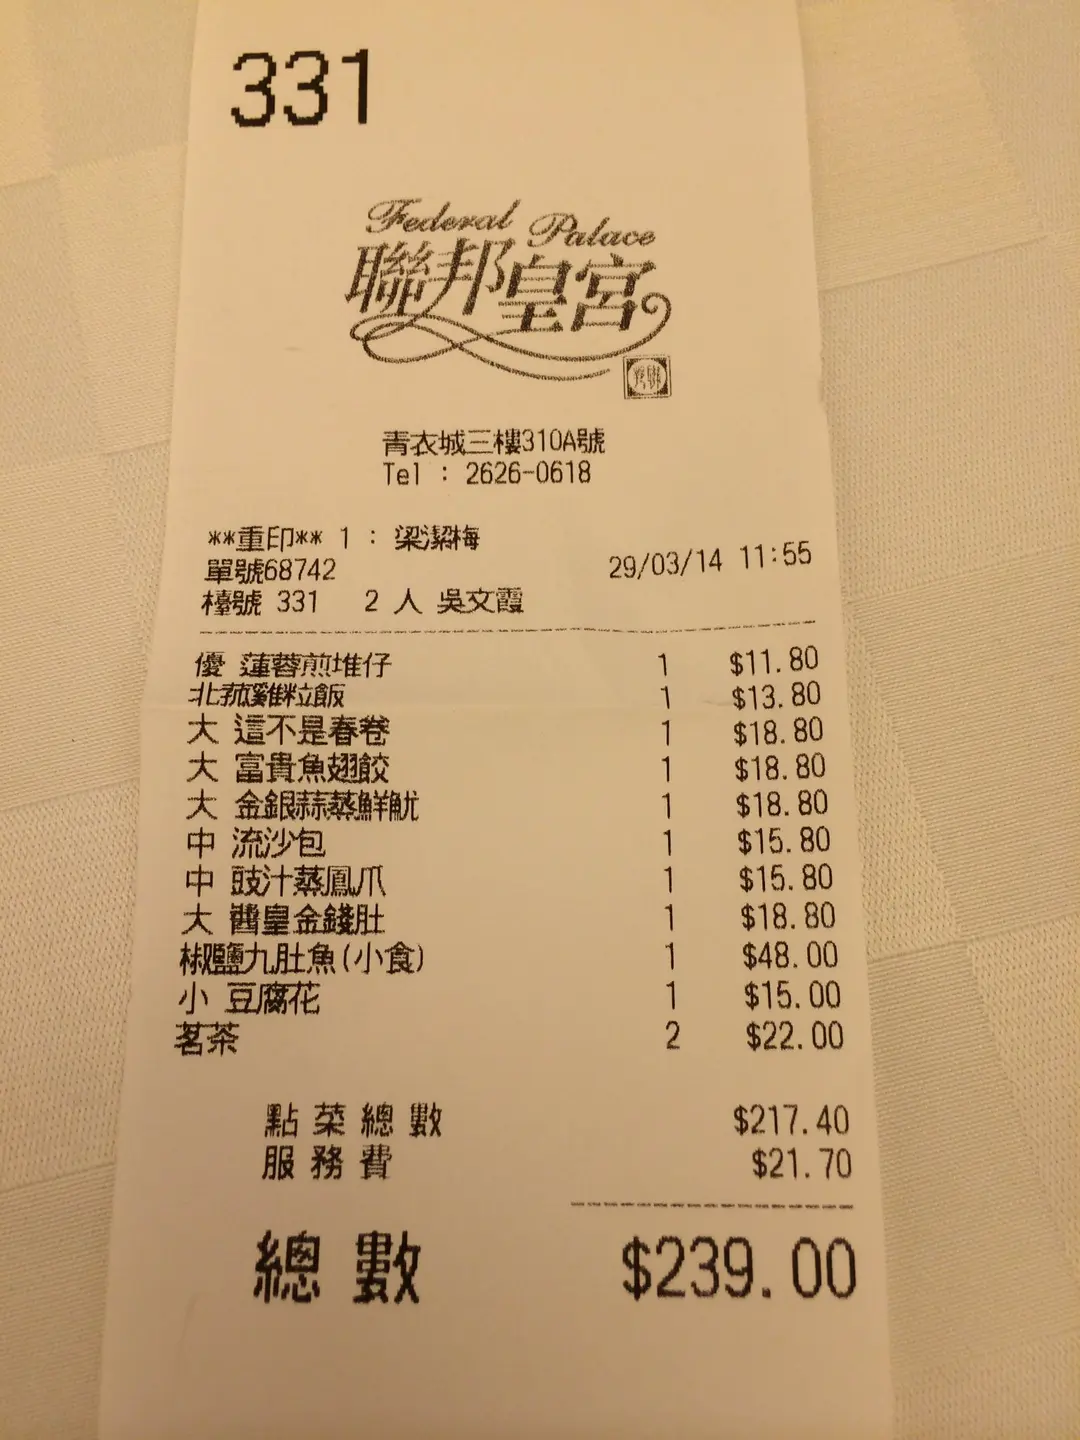 331
Federal Palace
聯邦皇宮
青衣城三樓310A號
Tel : 2626-0618
**重印** 1 : 梁潔梅
單號68742 29/03/14 11:55
檯號 331 2 人 吳文霞
優 蓮蓉煎堆仔 1 $11.80
北菰雞粒飯 1 $13.80
大 這不是春卷 1 $18.80
大 富貴魚翅餃 1 $18.80
大 金銀蒜蒸鮮魷 1 $18.80
中 流沙包 1 $15.80
中 豉汁蒸鳳爪 1 $15.80
大 醬皇金錢肚 1 $18.80
椒鹽九肚魚(小食) 1 $48.00
小 豆腐花 1 $15.00
茗茶 2 $22.00
點菜總數 $217.40
服務費 $21.70
總數 $239.00